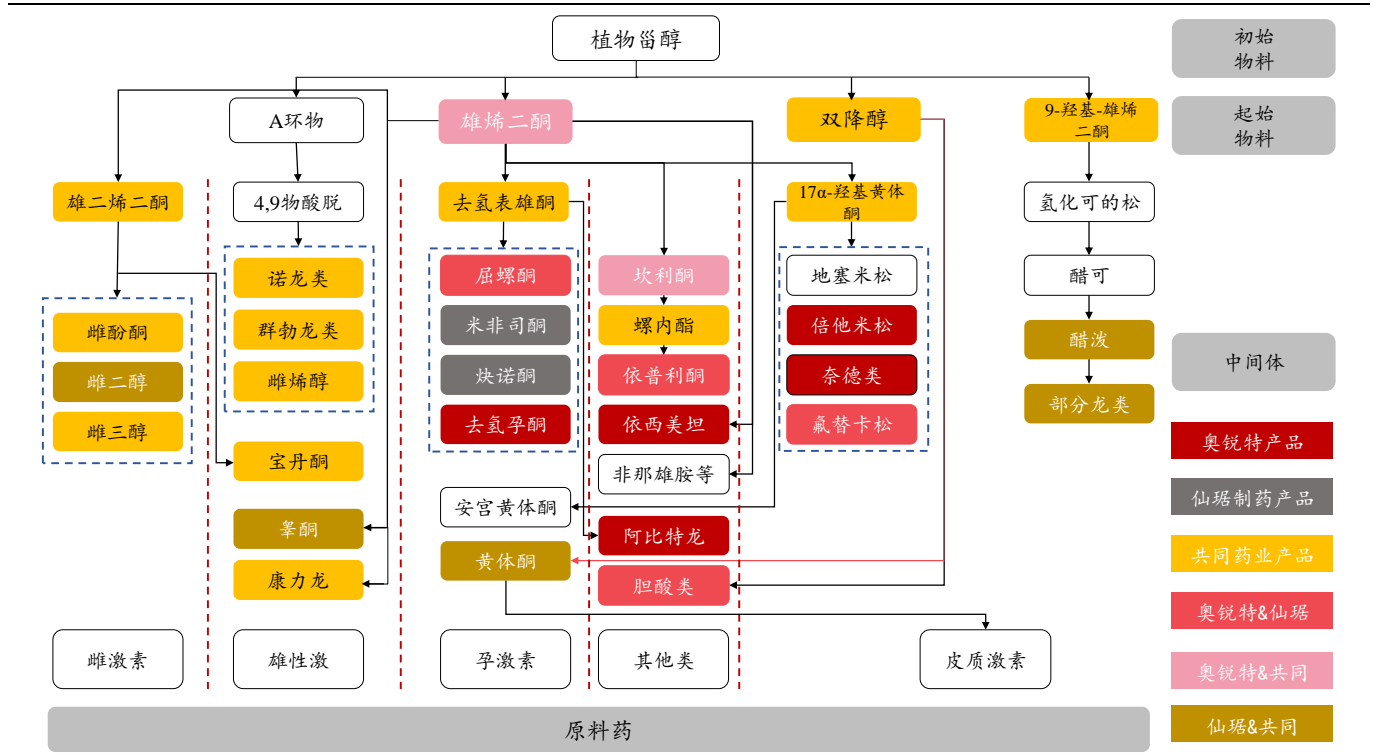 植物甾醇
初始
物料
A环物
雄烯二酮
双降醇
9-羟基-雄烯
二酮
起始
物料
雄二烯二酮
4,9物酸脱
去氢表雄酮
17α-羟基黄体
酮
氢化可的松
诺龙类
屈螺酮
坎利酮
地塞米松
醋可
雌酚酮
群勃龙类
米非司酮
螺内酯
倍他米松
醋泼
中间体
雌二醇
雌烯醇
炔诺酮
依普利酮
奈德类
部分龙类
雌三醇
去氢孕酮
依西美坦
氟替卡松
奥锐特产品
宝丹酮
非那雄胺等
仙琚制药产品
安宫黄体酮
睾酮
阿比特龙
共同药业产品
黄体酮
康力龙
胆酸类
奥锐特&仙琚
雌激素
雄性激
孕激素
其他类
皮质激素
奥锐特&共同
原料药
仙琚&共同